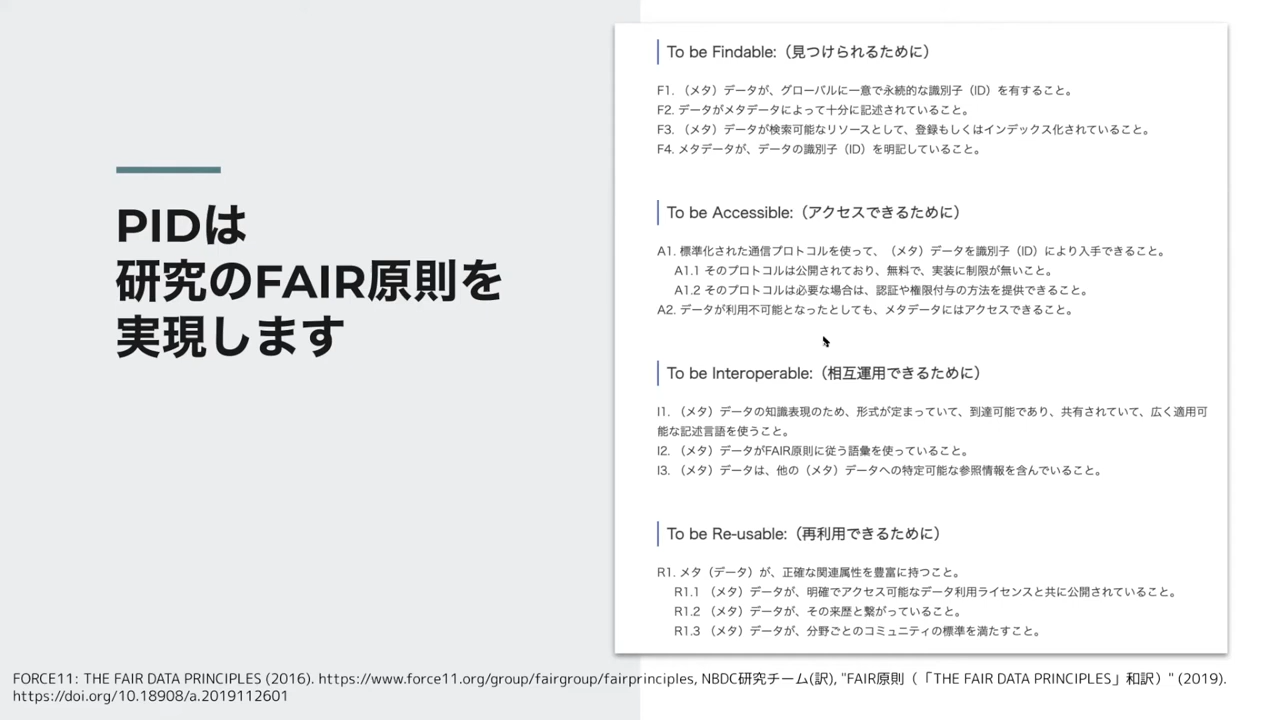 PIDは
研究のFAIR原則を
実現します
To be Findable:（見つけられるために）
F1. （メタ）データが、グローバルに一意で永続的な識別子（ID）を有すること。
F2. データがメタデータによって十分に記述されていること。
F3. （メタ）データが検索可能なリソースとして、登録もしくはインデックス化されていること。
F4. メタデータが、データの識別子（ID）を明記していること。
To be Accessible:（アクセスできるために）
A1. 標準化された通信プロトコルを使って、（メタ）データを識別子（ID）により入手できること。
A1.1 そのプロトコルは公開されており、無料で、実装に制限が無いこと。
A1.2 そのプロトコルは必要な場合は、認証や権限付与の方法を提供できること。
A2. データが利用不可能となったとしても、メタデータにはアクセスできること。
To be Interoperable:（相互運用できるために）
I1. （メタ）データの知識表現のため、形式が定まっていて、到達可能であり、共有されていて、広く適用可
能な記述言語を使うこと。
I2. （メタ）データがFAIR原則に従う語彙を使っていること。
I3. （メタ）データは、他の（メタ）データへの特定可能な参照情報を含んでいること。
To be Re-usable:（再利用できるために）
R1. メタ（データ）が、正確な関連属性を豊富に持つこと。
R1.1 （メタ）データが、明確でアクセス可能なデータ利用ライセンスと共に公開されていること。
R1.2 （メタ）データが、その来歴と繋がっていること。
R1.3 （メタ）データが、分野ごとのコミュニティの標準を満たすこと。
FORCE11: THE FAIR DATA PRINCIPLES (2016). https://www.force11.org/group/fairgroup/fairprinciples, NBDC研究チーム(訳), "FAIR原則（「THE FAIR DATA PRINCIPLES」和訳）" (2019).
https://doi.org/10.18908/a.2019112601